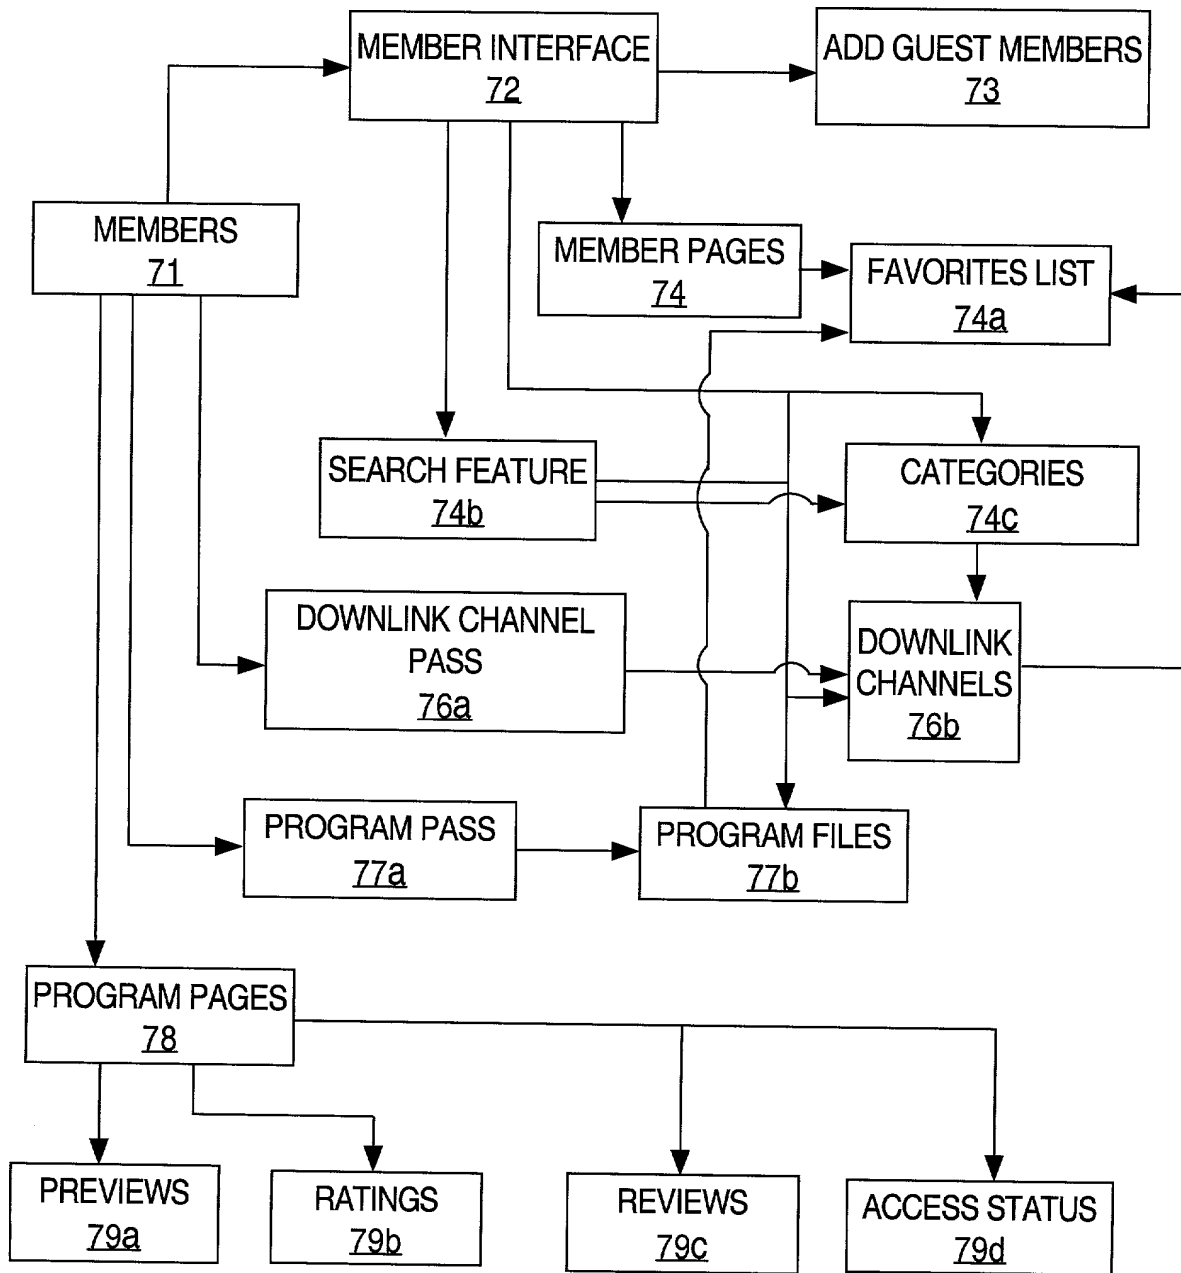 MEMBER INTERFACE
72
ADD GUEST MEMBERS
73
MEMBERS
71
MEMBER PAGES
74
FAVORITES LIST
74a
SEARCH FEATURE
74b
CATEGORIES
74c
DOWNLINK CHANNEL
PASS
76a
DOWNLINK
CHANNELS
76b
PROGRAM PASS
77a
PROGRAM FILES
77b
PROGRAM PAGES
78
PREVIEWS
79a
RATINGS
79b
REVIEWS
79c
ACCESS STATUS
79d